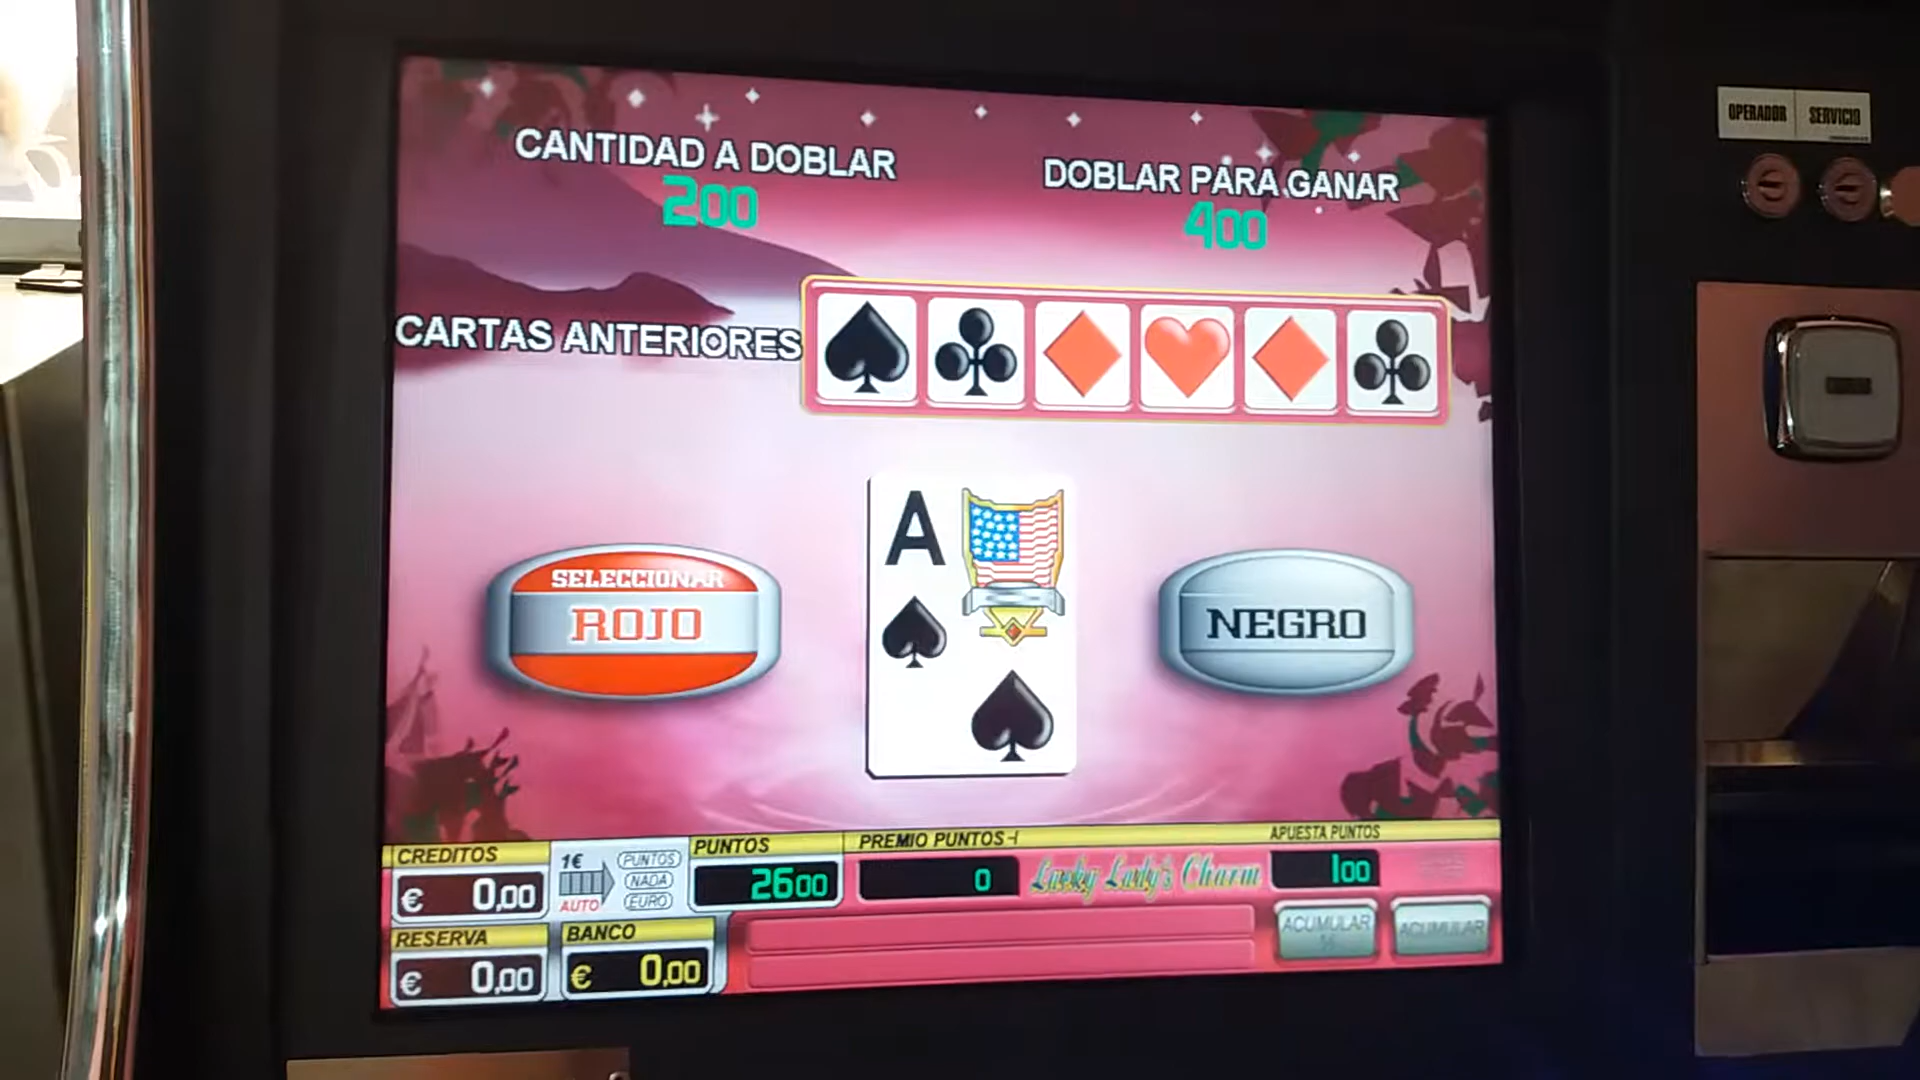 OPERADOR SERVICIO
CANTIDAD A DOBLAR
200
DOBLAR PARA GANAR
400
CARTAS ANTERIORES
A
SELECCIONAR
ROJO
NEGRO
CREDITOS
€ 0,00
1€
AUTO
PUNTOS
NADA
EURO
PUNTOS
2600
PREMIO PUNTOS
0
Lucky Lady's Charm
APUESTA PUNTOS
100
RESERVA
€ 0,00
BANCO
€ 0,00
ACUMULAR
ACUMULAR